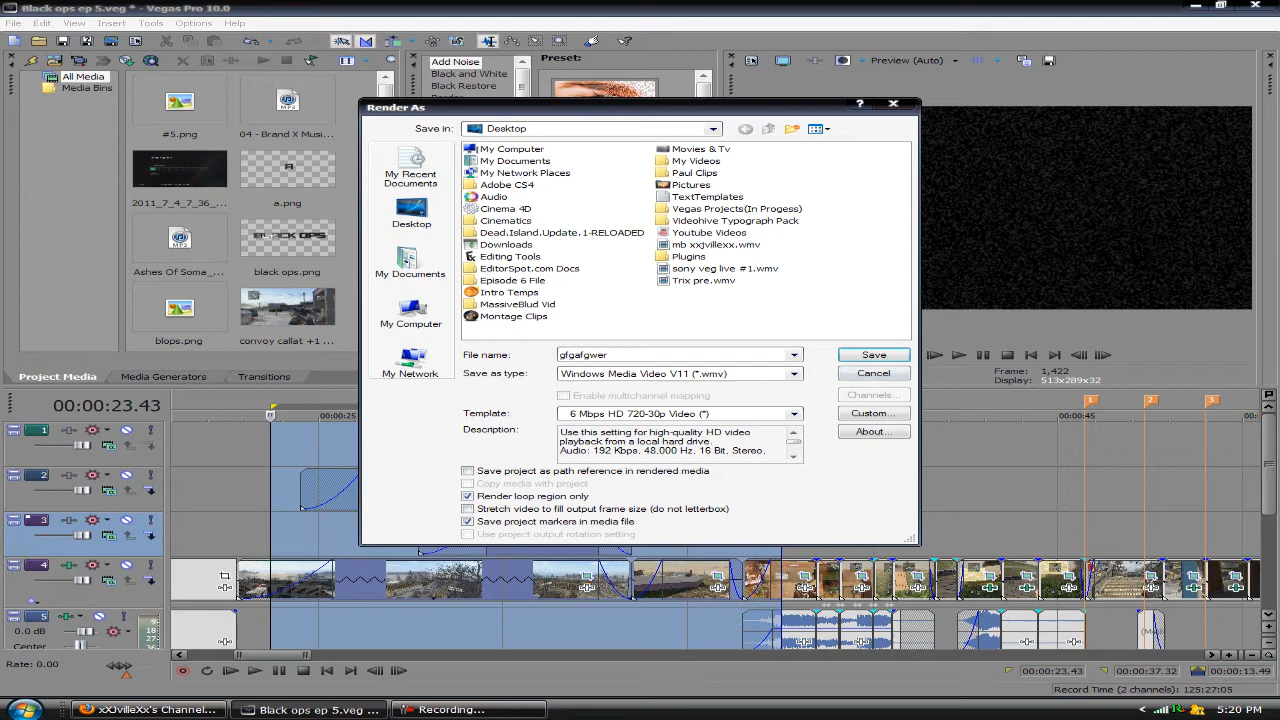 Black ops ep 5.veg * - Vegas Pro 10.0
File Edit View Insert Tools Options Help
All Media
Media Bins
#5.png
04 - Brand X Musi...
2011_7_4_7_36_...
a.png
Ashes Of Soma_...
black ops.png
blops.png
convoy callat +1 ...
Project Media Media Generators Transitions
Add Noise
Black and White
Black Restore
Preset:
Preview (Auto)
Frame: 1,422
Display: 513x289x32
Render As
Save in: Desktop
My Recent Documents
Desktop
My Documents
My Computer
My Network
My Computer
My Documents
My Network Places
Adobe CS4
Audio
Cinema 4D
Cinematics
Dead.Island.Update.1-RELOADED
Downloads
Editing Tools
EditorSpot.com Docs
Episode 6 File
Intro Temps
MassiveBlud Vid
Montage Clips
Movies & Tv
My Videos
Paul Clips
Pictures
TextTemplates
Vegas Projects(In Progess)
Videohive Typograph Pack
Youtube Videos
mb xxjvillexx.wmv
Plugins
sony veg live #1.wmv
Trix pre.wmv
File name: gfgafgwer Save
Save as type: Windows Media Video V11 (*.wmv) Cancel
Enable multichannel mapping Channels...
Template: 6 Mbps HD 720-30p Video (*) Custom...
Description: Use this setting for high-quality HD video About...
playback from a local hard drive.
Audio: 192 Kbps, 48,000 Hz, 16 Bit, Stereo.
Save project as path reference in rendered media
Copy media with project
Render loop region only
Stretch video to fill output frame size (do not letterbox)
Save project markers in media file
Use project output rotation setting
00:00:23.43
00:00:25
00:00:45
00:0
1 2 3
1
2
3
4
5
0.0 dB
Center
9
18
27
Rate: 0.00
00:00:23.43 00:00:37.32 00:00:13.49
Record Time (2 channels): 125:27:05
xXJvilleXx's Channel... Black ops ep 5.veg ... Recording... 5:20 PM